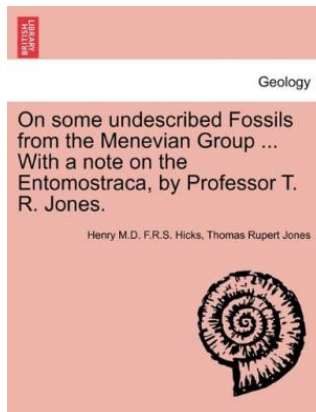 BRITISH
LIBRARY
Geology
On some undescribed Fossils
from the Menevian Group ...
With a note on the
Entomostraca, by Professor T.
R. Jones.
Henry M.D. F.R.S. Hicks, Thomas Rupert Jones